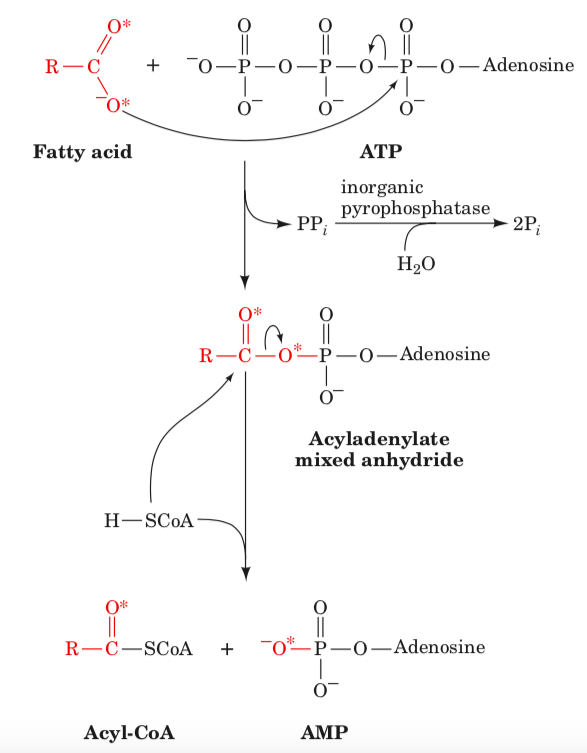 O*
R—C + ⁻O—P—O—P—O—P—O—Adenosine
O O O
⁻O* O⁻ O⁻ O⁻
Fatty acid ATP
inorganic
pyrophosphatase
PPi 2Pi
H₂O
O* O
R—C—O*—P—O—Adenosine
O⁻
Acyladenylate
mixed anhydride
H—SCoA
O* O
R—C—SCoA + ⁻O*—P—O—Adenosine
O⁻
Acyl-CoA AMP